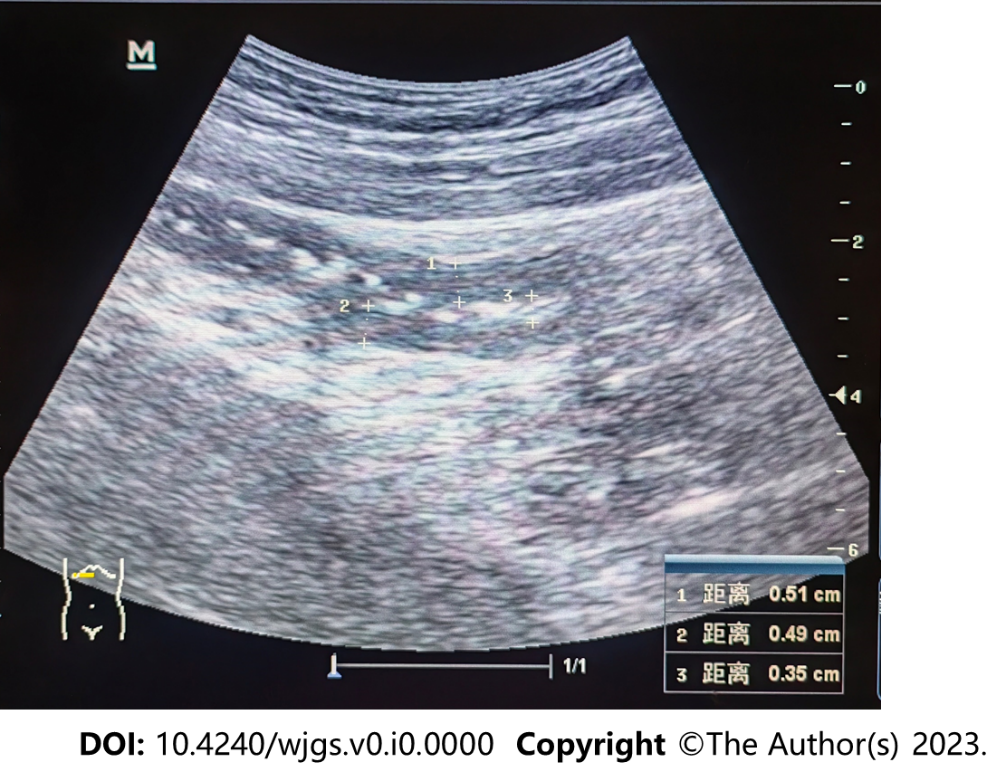 M
0
2
1
3
2
4
6
1 距离 0.51 cm
2 距离 0.49 cm
3 距离 0.35 cm
1/1
DOI: 10.4240/wjgs.v0.i0.0000 Copyright ©The Author(s) 2023.